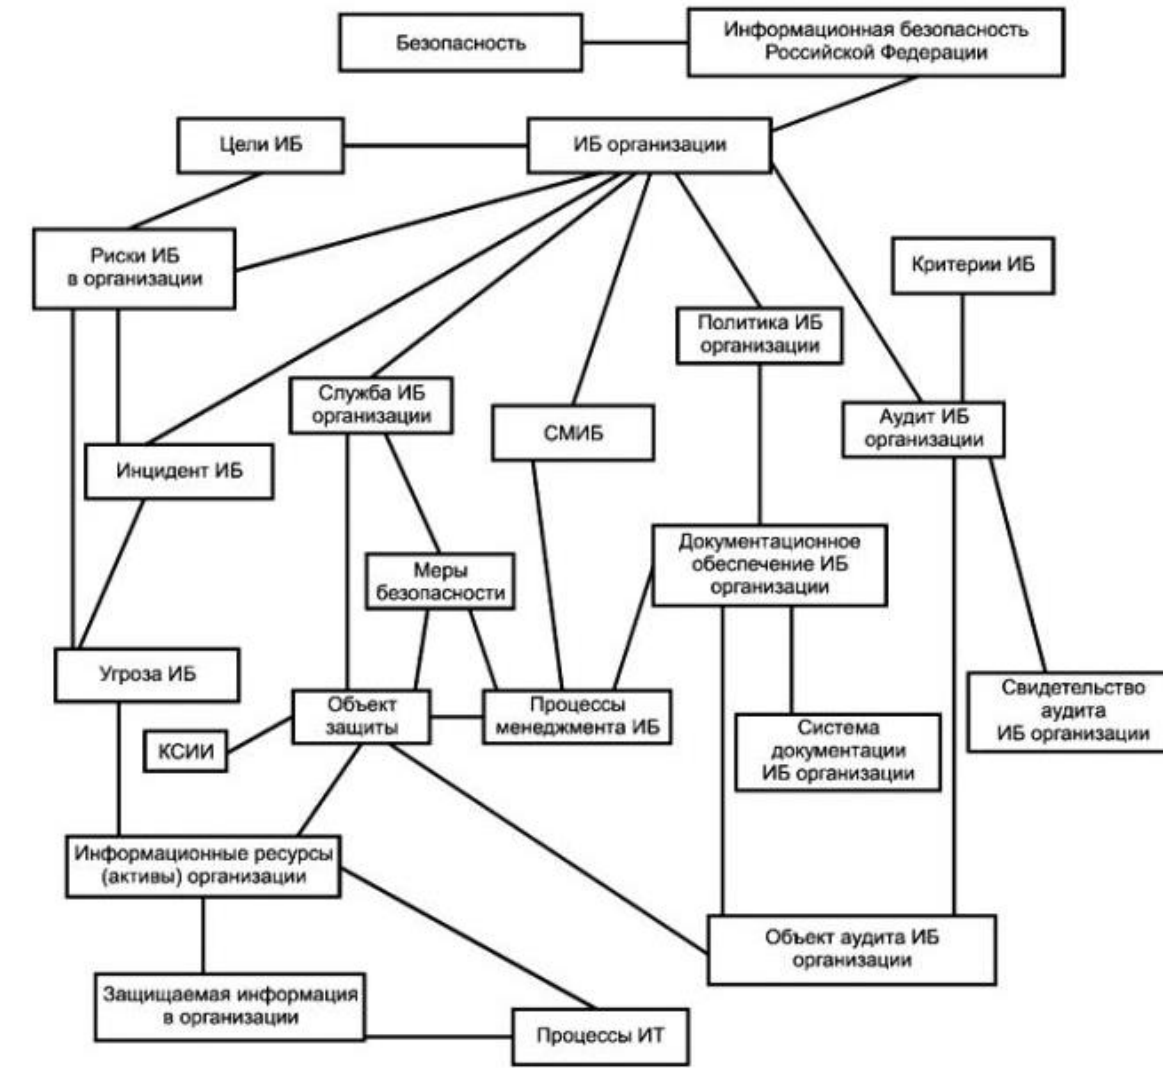 Безопасность
Информационная безопасность
Российской Федерации
Цели ИБ
ИБ организации
Риски ИБ
в организации
Критерии ИБ
Политика ИБ
организации
Служба ИБ
организации
СМИБ
Аудит ИБ
организации
Инцидент ИБ
Меры
безопасности
Документационное
обеспечение ИБ
организации
Угроза ИБ
Объект
защиты
Процессы
менеджмента ИБ
Свидетельство
аудита
ИБ организации
КСИИ
Система
документации
ИБ организации
Информационные ресурсы
(активы) организации
Объект аудита ИБ
организации
Защищаемая информация
в организации
Процессы ИТ